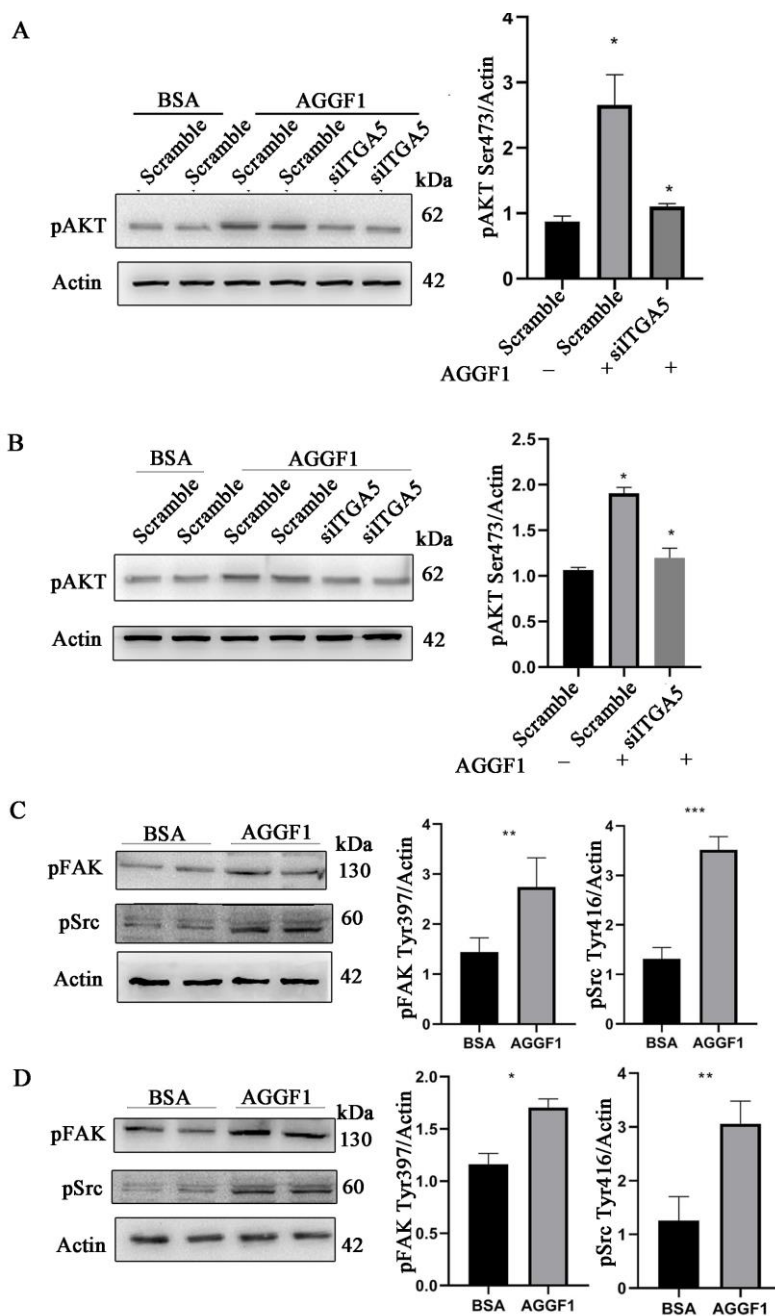 A
BSA AGGF1
Scramble Scramble Scramble Scramble siITGA5 siITGA5
kDa
pAKT 62
Actin 42
pAKT Ser473/Actin
4
3
2
1
0
*
*
Scramble Scramble siITGA5
AGGF1 − + +
B
BSA AGGF1
Scramble Scramble Scramble Scramble siITGA5 siITGA5
kDa
pAKT 62
Actin 42
pAKT Ser473/Actin
2.5
2.0
1.5
1.0
0.5
0.0
*
*
Scramble Scramble siITGA5
AGGF1 − + +
C
BSA AGGF1 kDa
pFAK 130
pSrc 60
Actin 42
pFAK Tyr397/Actin
4
3
2
1
0
**
BSA AGGF1
pSrc Tyr416/Actin
4
3
2
1
0
***
BSA AGGF1
D
BSA AGGF1 kDa
pFAK 130
pSrc 60
Actin 42
pFAK Tyr397/Actin
2.0
1.5
1.0
0.5
0.0
*
BSA AGGF1
pSrc Tyr416/Actin
4
3
2
1
0
**
BSA AGGF1